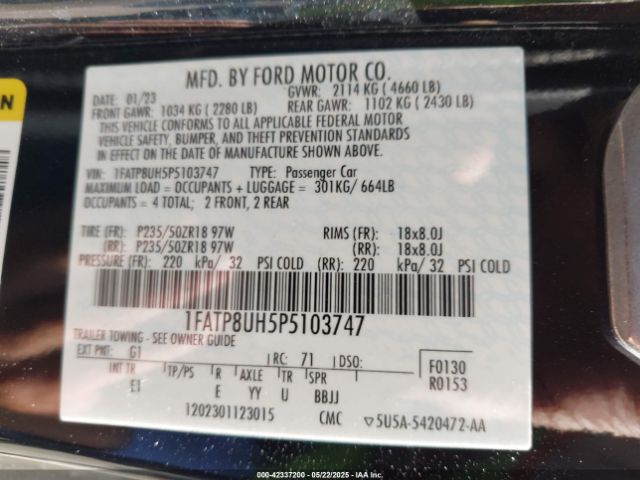 ON
MFD. BY FORD MOTOR CO.
DATE: 01/23 GVWR: 2114 KG ( 4660 LB)
FRONT GAWR: 1034 KG ( 2280 LB) REAR GAWR: 1102 KG ( 2430 LB)
THIS VEHICLE CONFORMS TO ALL APPLICABLE FEDERAL MOTOR
VEHICLE SAFETY, BUMPER, AND THEFT PREVENTION STANDARDS
IN EFFECT ON THE DATE OF MANUFACTURE SHOWN ABOVE.
VIN: 1FATP8UH5P5103747 TYPE: Passenger Car
MAXIMUM LOAD = OCCUPANTS + LUGGAGE = 301KG/ 664LB
OCCUPANTS = 4 TOTAL; 2 FRONT, 2 REAR
TIRE (FR): P235/50ZR18 97W RIMS (FR): 18x8.0J
(RR): P235/50ZR18 97W (RR): 18x8.0J
PRESSURE (FR): 220 kPa/ 32 PSI COLD (RR): 220 kPa/ 32 PSI COLD
1FATP8UH5P5103747
TRAILER TOWING - SEE OWNER GUIDE
EXT PNT: G1 RC: 71 DSO: F0130
INT TR TP/PS R AXLE TR SPR R0153
E1 E YY U BBJJ
1202301123015 CMC 5U5A-5420472-AA
000-42337200 - 05/22/2025 - IAA Inc.